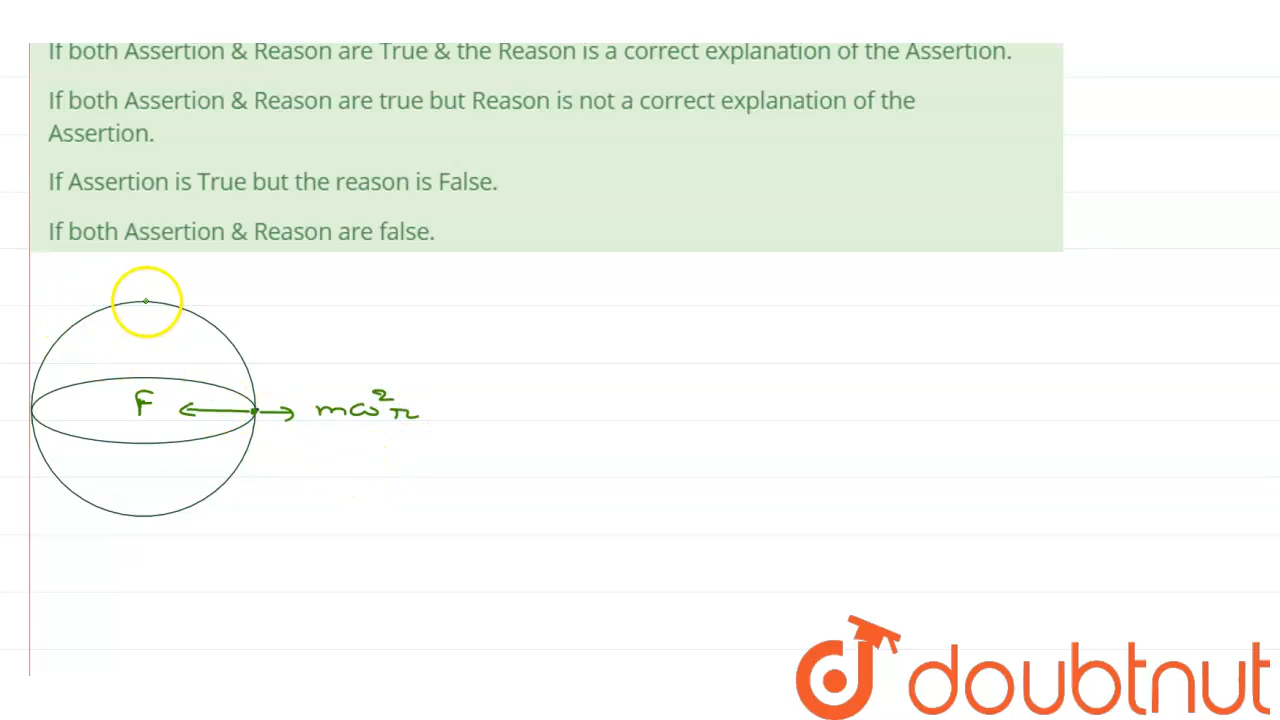 If both Assertion & Reason are True & the Reason is a correct explanation of the Assertion.
If both Assertion & Reason are true but Reason is not a correct explanation of the
Assertion.
If Assertion is True but the reason is False.
If both Assertion & Reason are false.
F mω²r
doubtnut